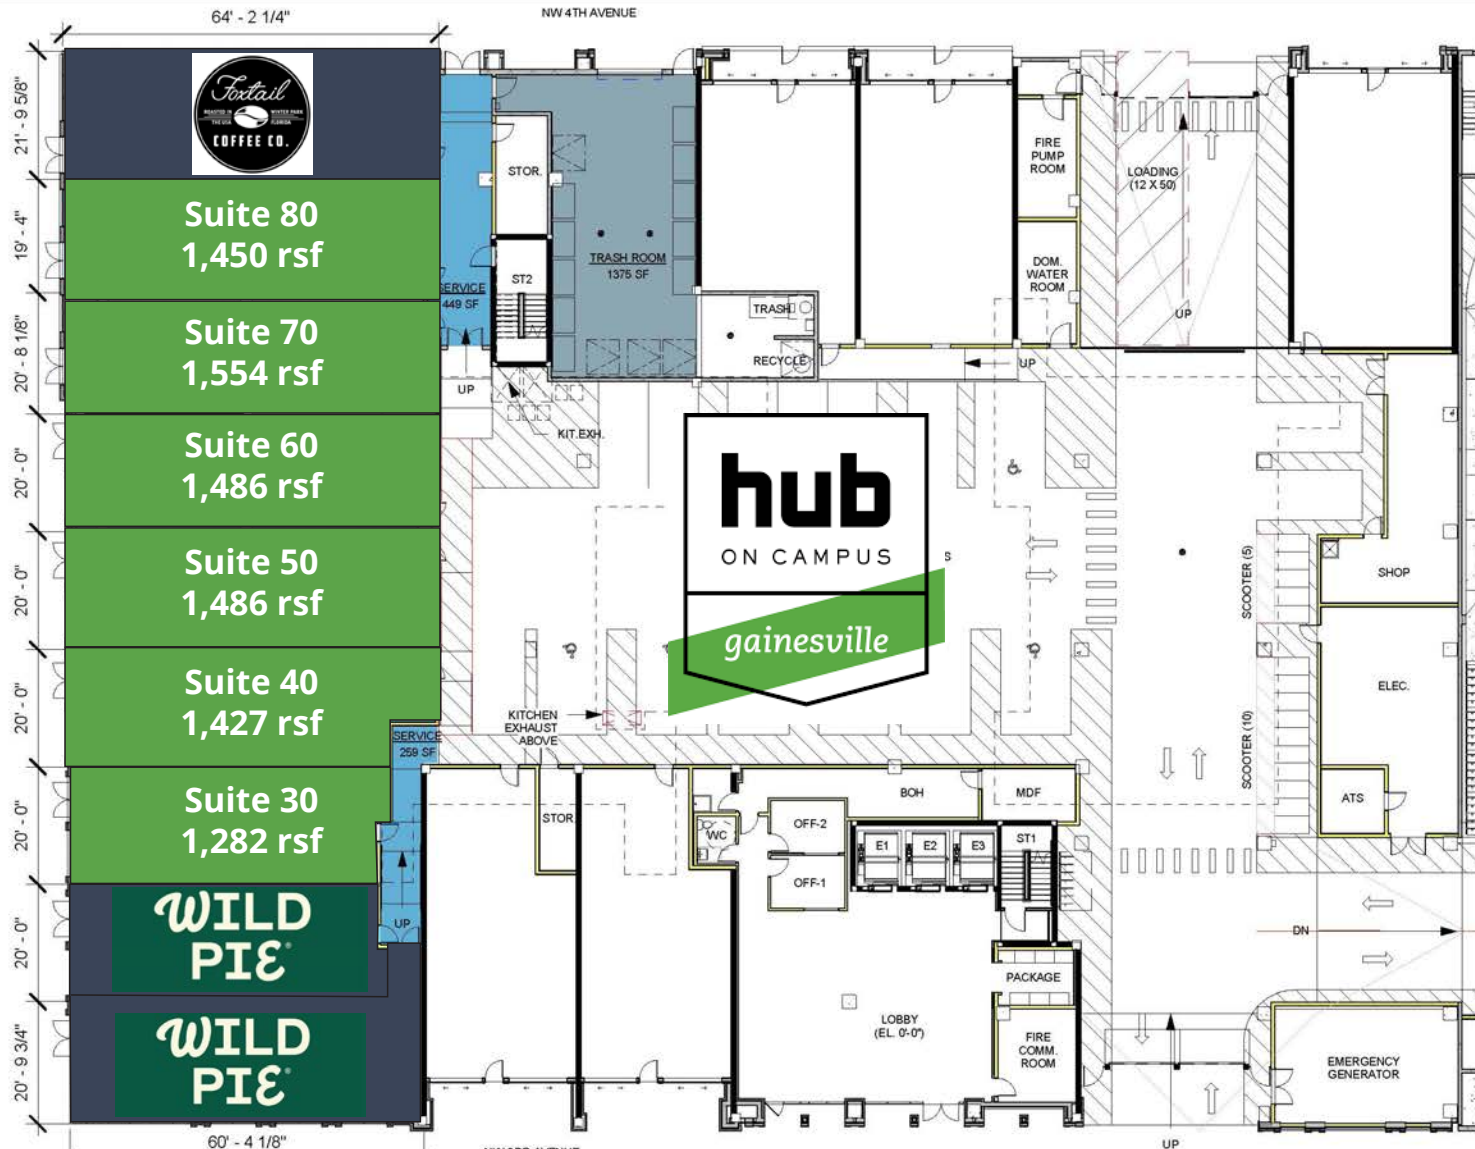 64' - 2 1/4"
NW 4TH AVENUE
21' - 9 5/8"
19' - 4"
20' - 8 1/8"
20' - 0"
20' - 0"
20' - 0"
20' - 0"
20' - 0"
20' - 9 3/4"
60' - 4 1/8"
Foxtail
ROASTED IN
THE USA
WINTER PARK
FLORIDA
COFFEE CO.
Suite 80
1,450 rsf
Suite 70
1,554 rsf
Suite 60
1,486 rsf
Suite 50
1,486 rsf
Suite 40
1,427 rsf
Suite 30
1,282 rsf
WILD
PIE
WILD
PIE
STOR.
ST2
SERVICE
449 SF
UP
TRASH ROOM
1375 SF
TRASH
RECYCLE
UP
KIT.EXH.
FIRE
PUMP
ROOM
DOM.
WATER
ROOM
LOADING
(12 X 50)
UP
hub
ON CAMPUS
gainesville
S
SCOOTER (5)
SCOOTER (10)
SHOP
ELEC.
ATS
KITCHEN
EXHAUST
ABOVE
SERVICE
259 SF
UP
STOR.
WC
BOH
MDF
OFF-2
OFF-1
E1
E2
E3
ST1
PACKAGE
LOBBY
(EL. 0'-0")
FIRE
COMM.
ROOM
DN
EMERGENCY
GENERATOR
UP